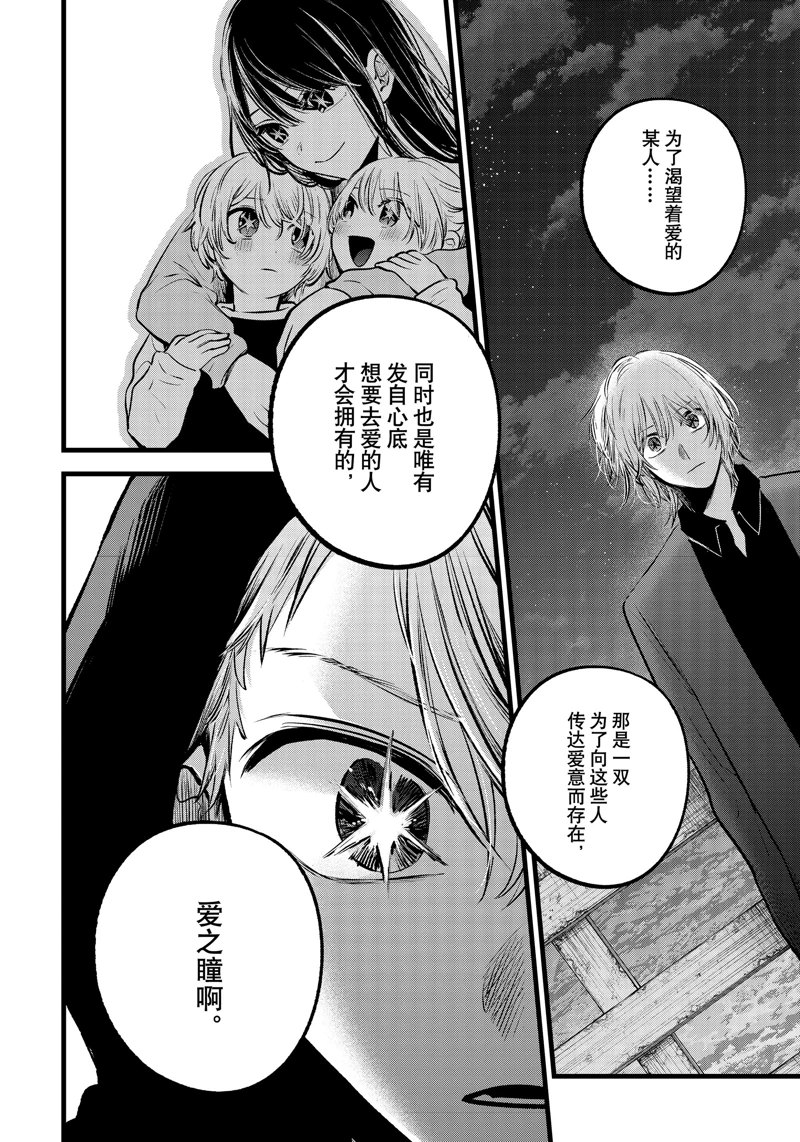 为了渴望着爱的
某人……
那是一双
为了向这些人
传达爱意而存在，
同时也是唯有
发自心底
想要去爱的人
才会拥有的，
爱之瞳啊。